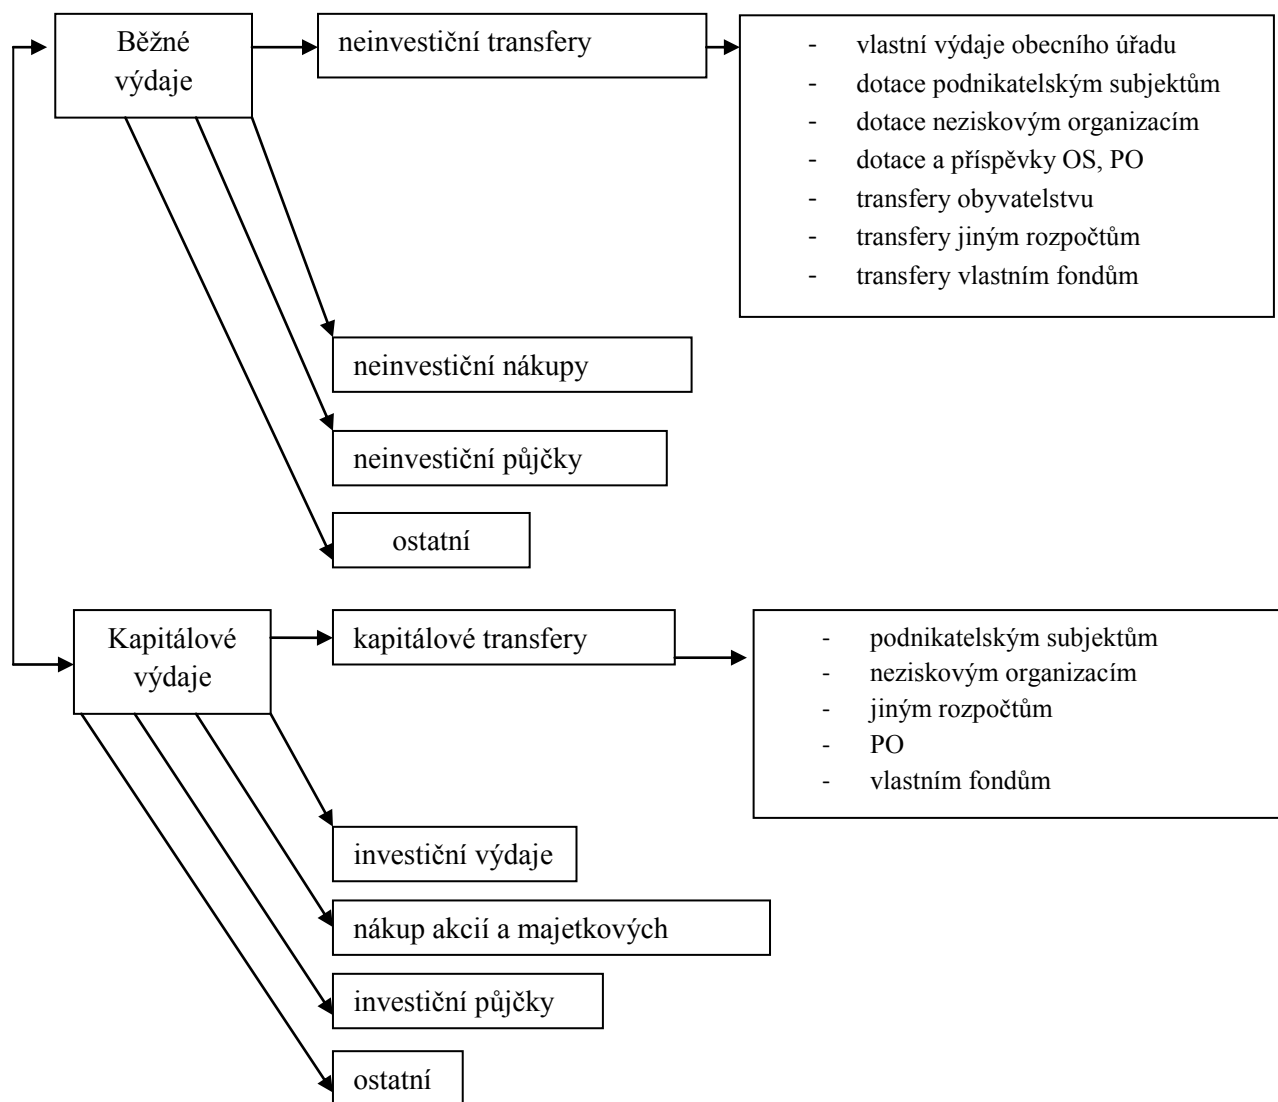 Běžné
výdaje
neinvestiční transfery
- vlastní výdaje obecního úřadu
- dotace podnikatelským subjektům
- dotace neziskovým organizacím
- dotace a příspěvky OS, PO
- transfery obyvatelstvu
- transfery jiným rozpočtům
- transfery vlastním fondům
neinvestiční nákupy
neinvestiční půjčky
ostatní
Kapitálové
výdaje
kapitálové transfery
- podnikatelským subjektům
- neziskovým organizacím
- jiným rozpočtům
- PO
- vlastním fondům
investiční výdaje
nákup akcií a majetkových
investiční půjčky
ostatní